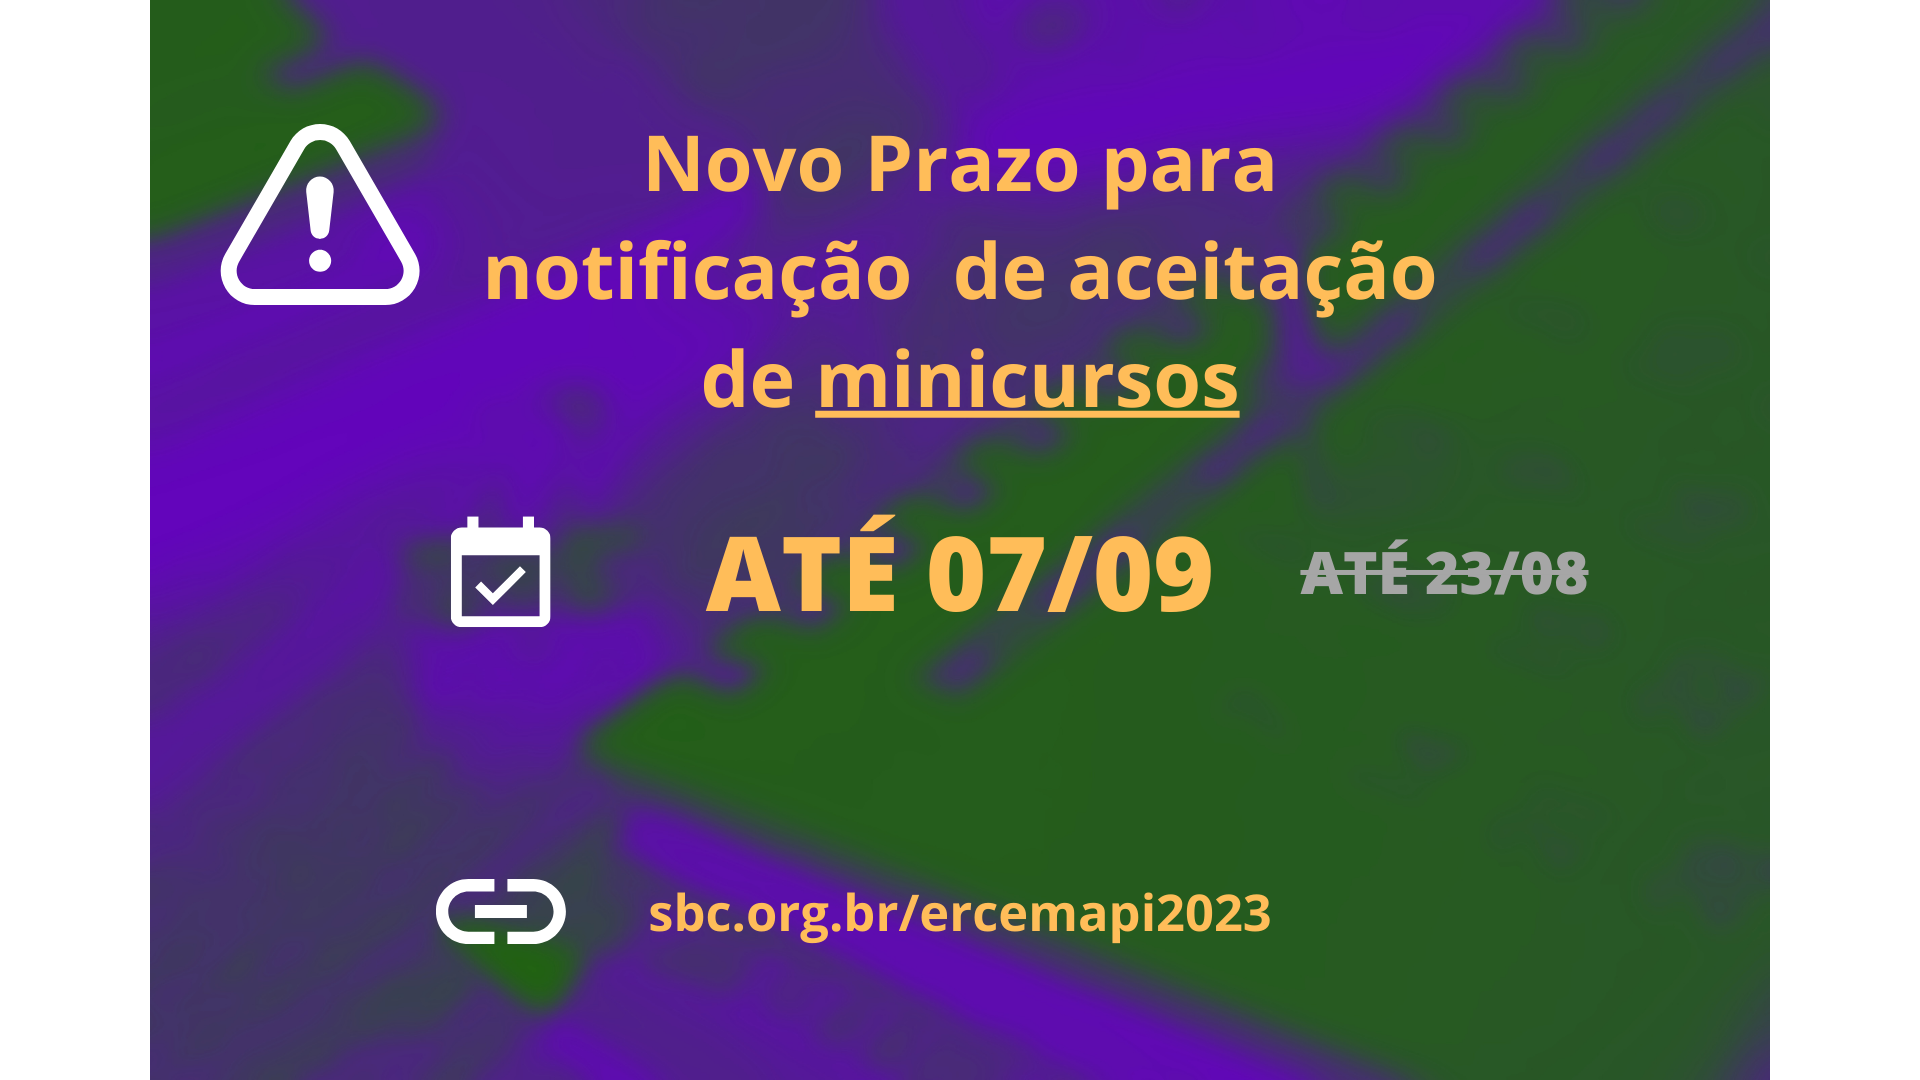 Novo Prazo para
notificação de aceitação
de minicursos
ATÉ 07/09
ATÉ 23/08
sbc.org.br/ercemapi2023